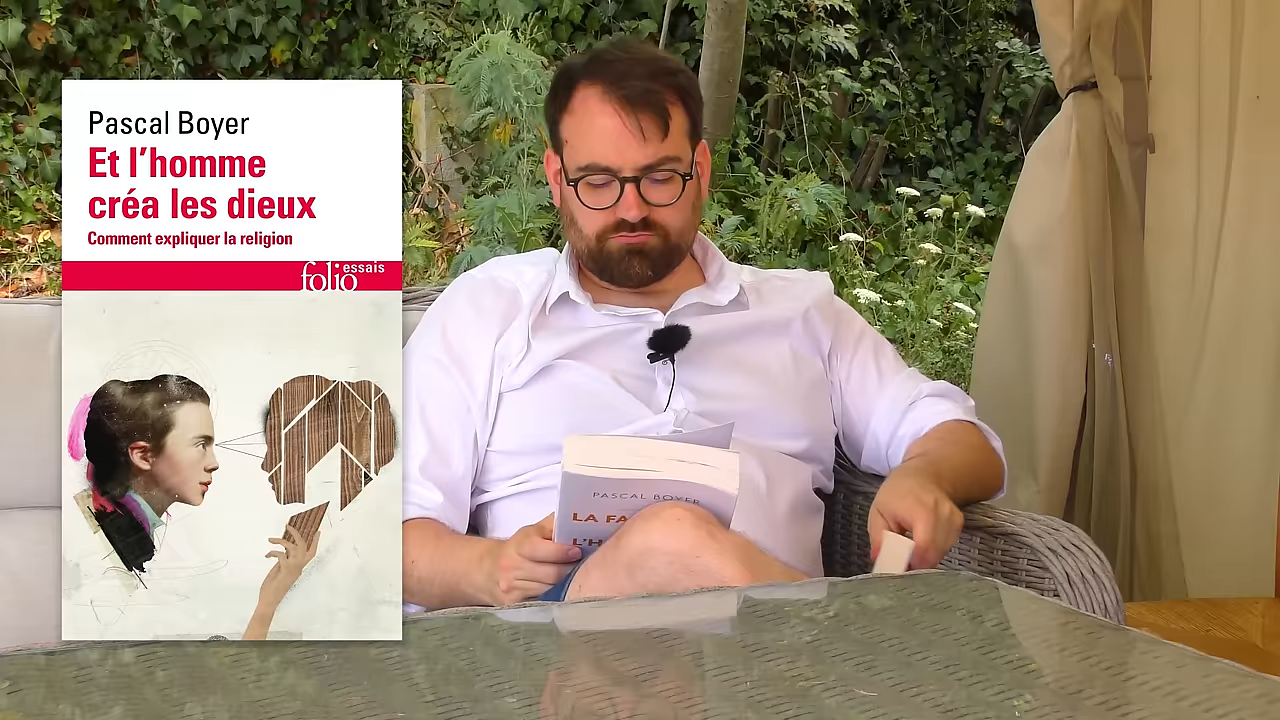 Pascal Boyer
Et l'homme
créa les dieux
Comment expliquer la religion
folio essais
PASCAL BOYER
LA FA
L'H